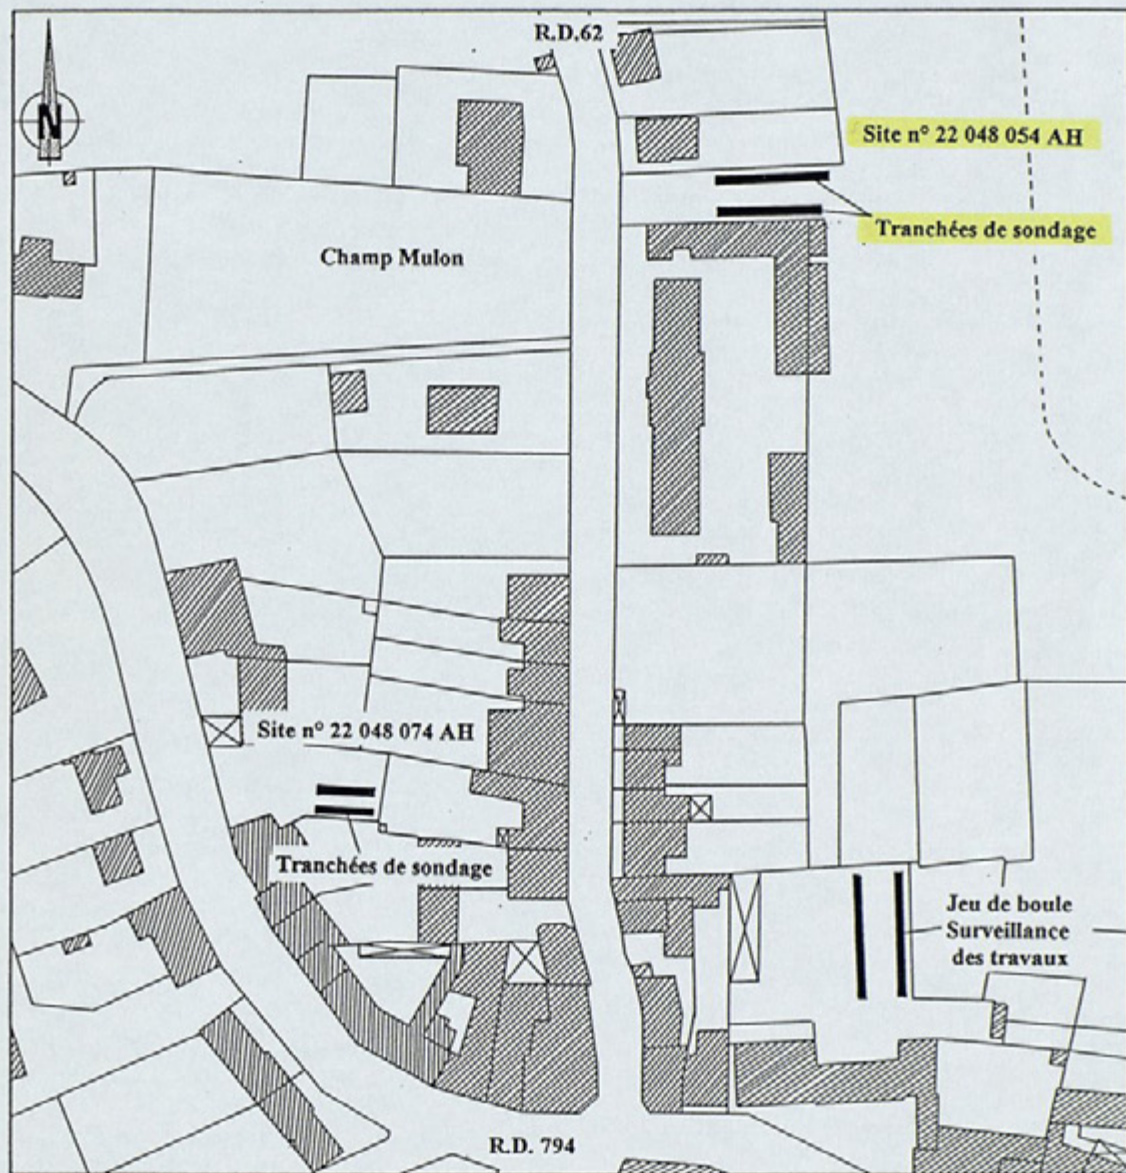 R.D.62
N
Site n° 22 048 054 AH
Tranchées de sondage
Champ Mulon
Site n° 22 048 074 AH
Tranchées de sondage
Jeu de boule
Surveillance
des travaux
R.D. 794